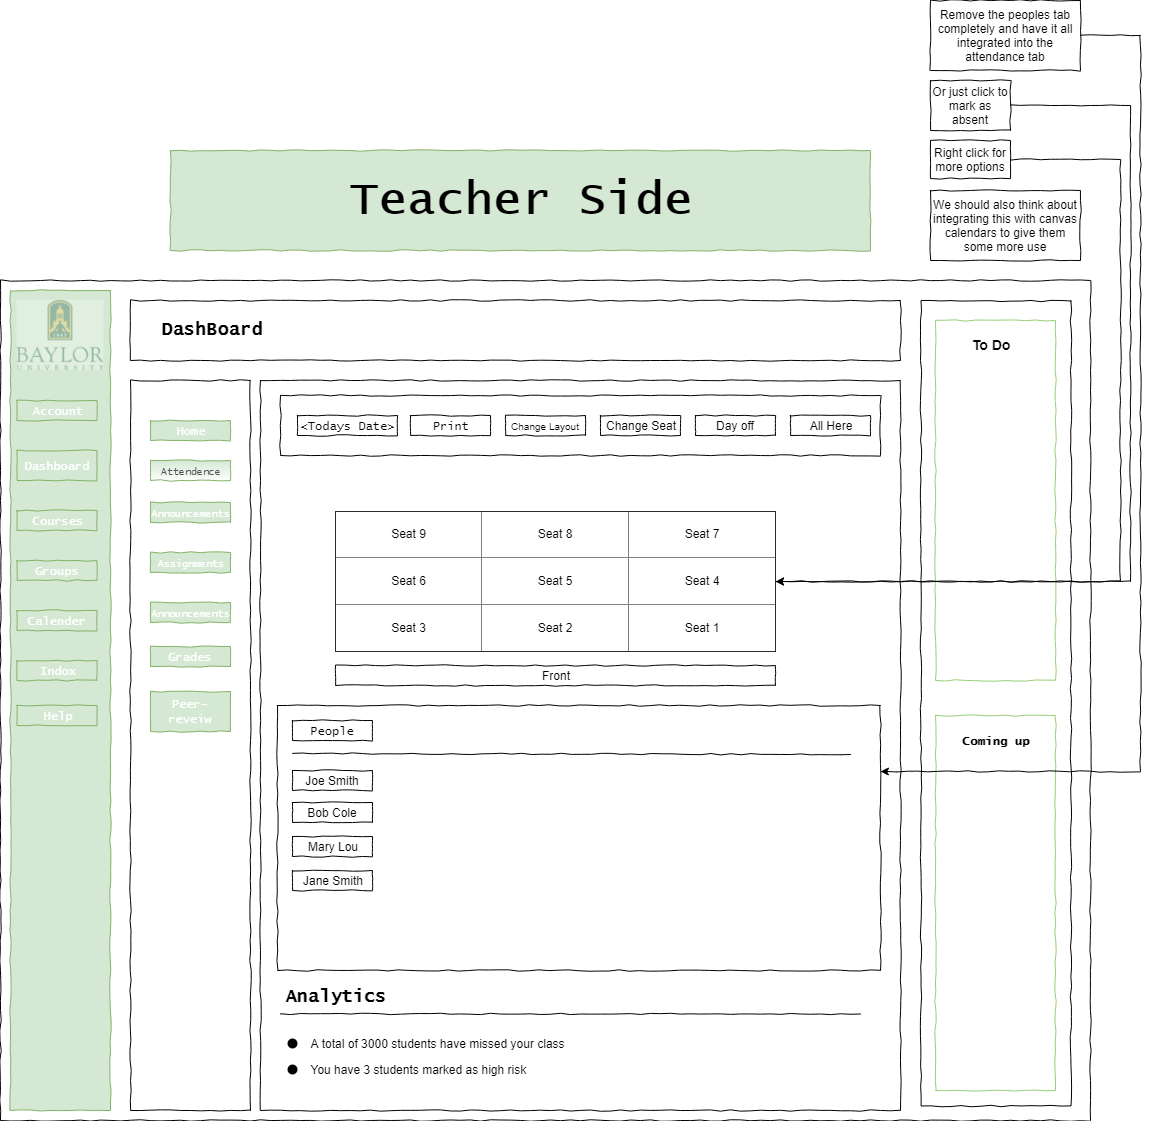 Remove the peoples tab
completely and have it all
integrated into the
attendance tab
Or just click to
mark as
absent
Right click for
more options
We should also think about
integrating this with canvas
calendars to give them
some more use
Teacher Side
BAYLOR
UNIVERSITY
Account
Dashboard
Courses
Groups
Calender
Indox
Help
DashBoard
Home
Attendence
Announcements
Assignments
Announcements
Grades
Peer-
reveiw
<Todays Date>
Print
Change Layout
Change Seat
Day off
All Here
Seat 9
Seat 8
Seat 7
Seat 6
Seat 5
Seat 4
Seat 3
Seat 2
Seat 1
Front
People
Joe Smith
Bob Cole
Mary Lou
Jane Smith
Analytics
A total of 3000 students have missed your class
You have 3 students marked as high risk
To Do
Coming up